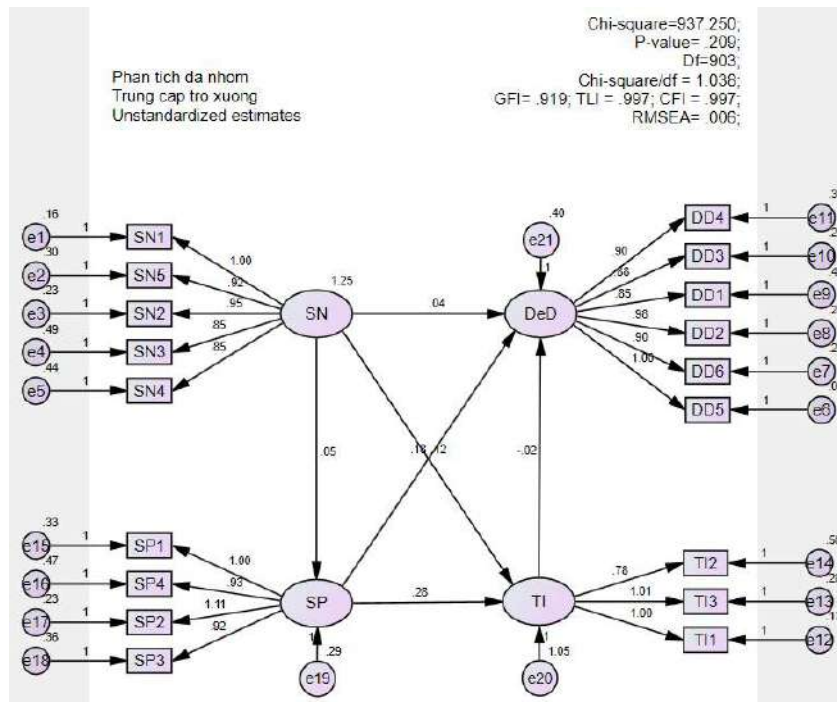 Chi-square=937.250;
P-value= .209;
Df=903;
Chi-square/df = 1.038;
GFI= .919; TLI = .997; CFI = .997;
RMSEA= .006;
Phan tich da nhom
Trung cap tro xuong
Unstandardized estimates
.16
e1 1 SN1 1.00
.30
e2 1 SN5 .92
.23
e3 1 SN2 .95
.49
e4 1 SN3 .85
.44
e5 1 SN4 .85
1.25
SN
.04
.40
e21
1
DeD
.90 DD4 1 e11
DD3 1 e10
.85 DD1 1 e9
.98 DD2 1 e8
.90 DD6 1 e7
1.00 DD5 1 e6
.05
.12
-.02
.33
e15 1 SP1 1.00
.47
e16 1 SP4 .93
.23
e17 1 SP2 1.11
.36
e18 1 SP3 .92
SP
.28
TI
.78 TI2 1 e14
1.01 TI3 1 e13
1.00 TI1 1 e12
1
.29
e19
1
1.05
e20